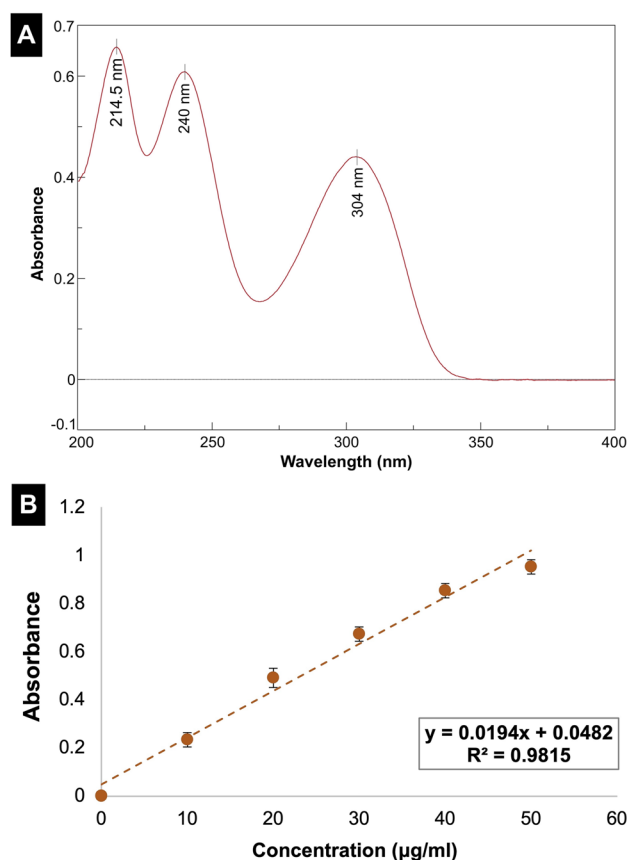 A
0.7
0.6
0.4
0.2
0
-0.1
Absorbance
214.5 nm
240 nm
304 nm
200
250
300
350
400
Wavelength (nm)
B
1.2
1
0.8
0.6
0.4
0.2
0
Absorbance
y = 0.0194x + 0.0482
R² = 0.9815
0
10
20
30
40
50
60
Concentration (µg/ml)